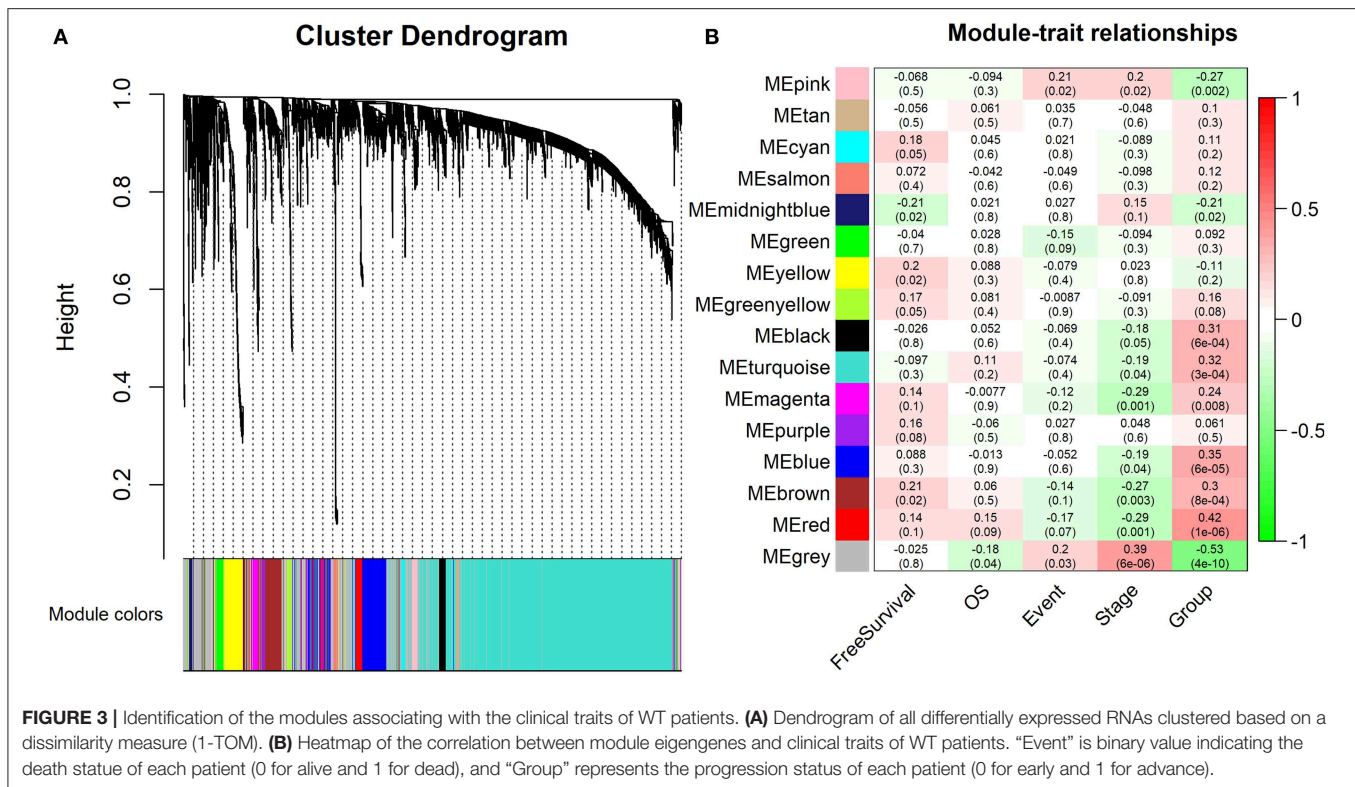 A
Cluster Dendrogram
Height
1.0
0.8
0.6
0.4
0.2
Module colors
B
Module-trait relationships
MEpink -0.068 -0.094 0.21 0.2 -0.27
(0.5) (0.3) (0.02) (0.02) (0.002)
MEtan -0.056 0.061 0.035 -0.048 0.1
(0.5) (0.5) (0.7) (0.6) (0.3)
MEcyan 0.18 0.045 0.021 -0.089 0.11
(0.05) (0.6) (0.8) (0.3) (0.2)
MEsalmon 0.072 -0.042 -0.049 -0.098 0.12
(0.4) (0.6) (0.6) (0.3) (0.2)
MEmidnightblue -0.21 0.021 0.027 0.15 -0.21
(0.02) (0.8) (0.8) (0.1) (0.02)
MEgreen -0.04 0.028 -0.15 -0.094 0.092
(0.7) (0.8) (0.09) (0.3) (0.3)
MEyellow 0.2 0.088 -0.079 0.023 -0.11
(0.02) (0.3) (0.4) (0.8) (0.2)
MEgreenyellow 0.17 0.081 -0.0087 -0.091 0.16
(0.05) (0.4) (0.9) (0.3) (0.08)
MEblack -0.026 0.052 -0.069 -0.18 0.31
(0.8) (0.6) (0.4) (0.05) (6e-04)
MEturquoise -0.097 0.11 -0.074 -0.19 0.32
(0.3) (0.2) (0.4) (0.04) (3e-04)
MEmagenta 0.14 -0.0077 -0.12 -0.29 0.24
(0.1) (0.9) (0.2) (0.001) (0.008)
MEpurple 0.16 -0.06 0.027 0.048 0.061
(0.08) (0.5) (0.8) (0.6) (0.5)
MEblue 0.088 -0.013 -0.052 -0.19 0.35
(0.3) (0.9) (0.6) (0.04) (6e-05)
MEbrown 0.21 0.06 -0.14 -0.27 0.3
(0.02) (0.5) (0.1) (0.003) (8e-04)
MEred 0.14 0.15 -0.17 -0.29 0.42
(0.1) (0.09) (0.07) (0.001) (1e-06)
MEgrey -0.025 -0.18 0.2 0.39 -0.53
(0.8) (0.04) (0.03) (6e-06) (4e-10)
FreeSurvival OS Event Stage Group
1
0.5
0
-0.5
-1
FIGURE 3 | Identification of the modules associating with the clinical traits of WT patients. (A) Dendrogram of all differentially expressed RNAs clustered based on a
dissimilarity measure (1-TOM). (B) Heatmap of the correlation between module eigengenes and clinical traits of WT patients. “Event” is binary value indicating the
death statue of each patient (0 for alive and 1 for dead), and “Group” represents the progression status of each patient (0 for early and 1 for advance).